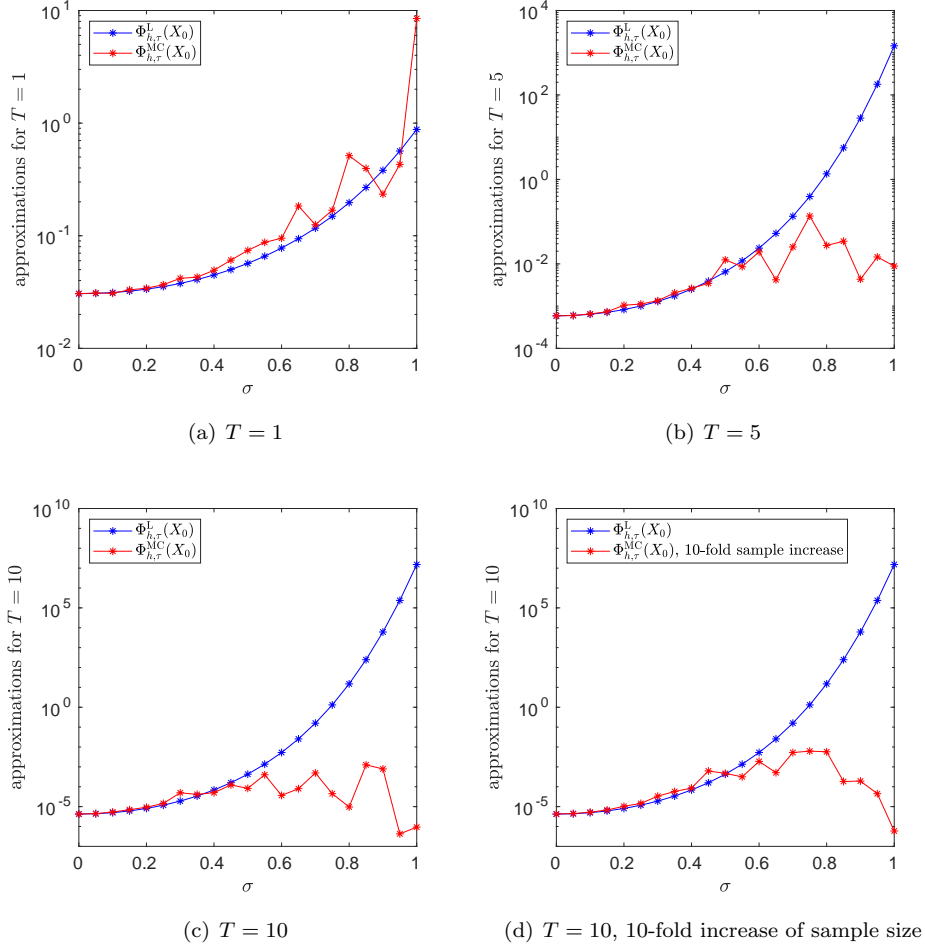 approximations for T = 1
10^1
10^0
10^-1
10^-2
Φ^L_{h,τ}(X_0)
Φ^MC_{h,τ}(X_0)
0 0.2 0.4 0.6 0.8 1
σ
(a) T = 1
approximations for T = 5
10^4
10^2
10^0
10^-2
10^-4
Φ^L_{h,τ}(X_0)
Φ^MC_{h,τ}(X_0)
0 0.2 0.4 0.6 0.8 1
σ
(b) T = 5
approximations for T = 10
10^10
10^5
10^0
10^-5
Φ^L_{h,τ}(X_0)
Φ^MC_{h,τ}(X_0)
0 0.2 0.4 0.6 0.8 1
σ
(c) T = 10
approximations for T = 10
10^10
10^5
10^0
10^-5
Φ^L_{h,τ}(X_0)
Φ^MC_{h,τ}(X_0), 10-fold sample increase
0 0.2 0.4 0.6 0.8 1
σ
(d) T = 10, 10-fold increase of sample size